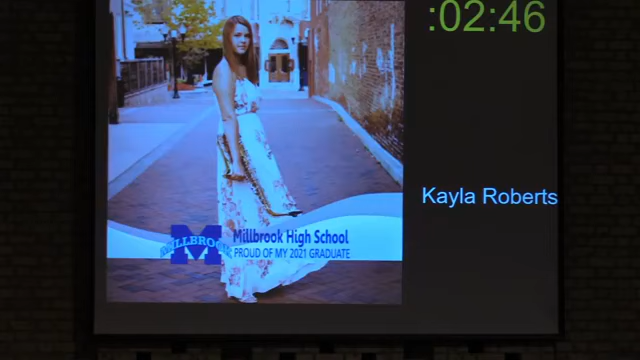 :02:46
Kayla Roberts
MILLBROOK
M
Millbrook High School
PROUD OF MY 2021 GRADUATE